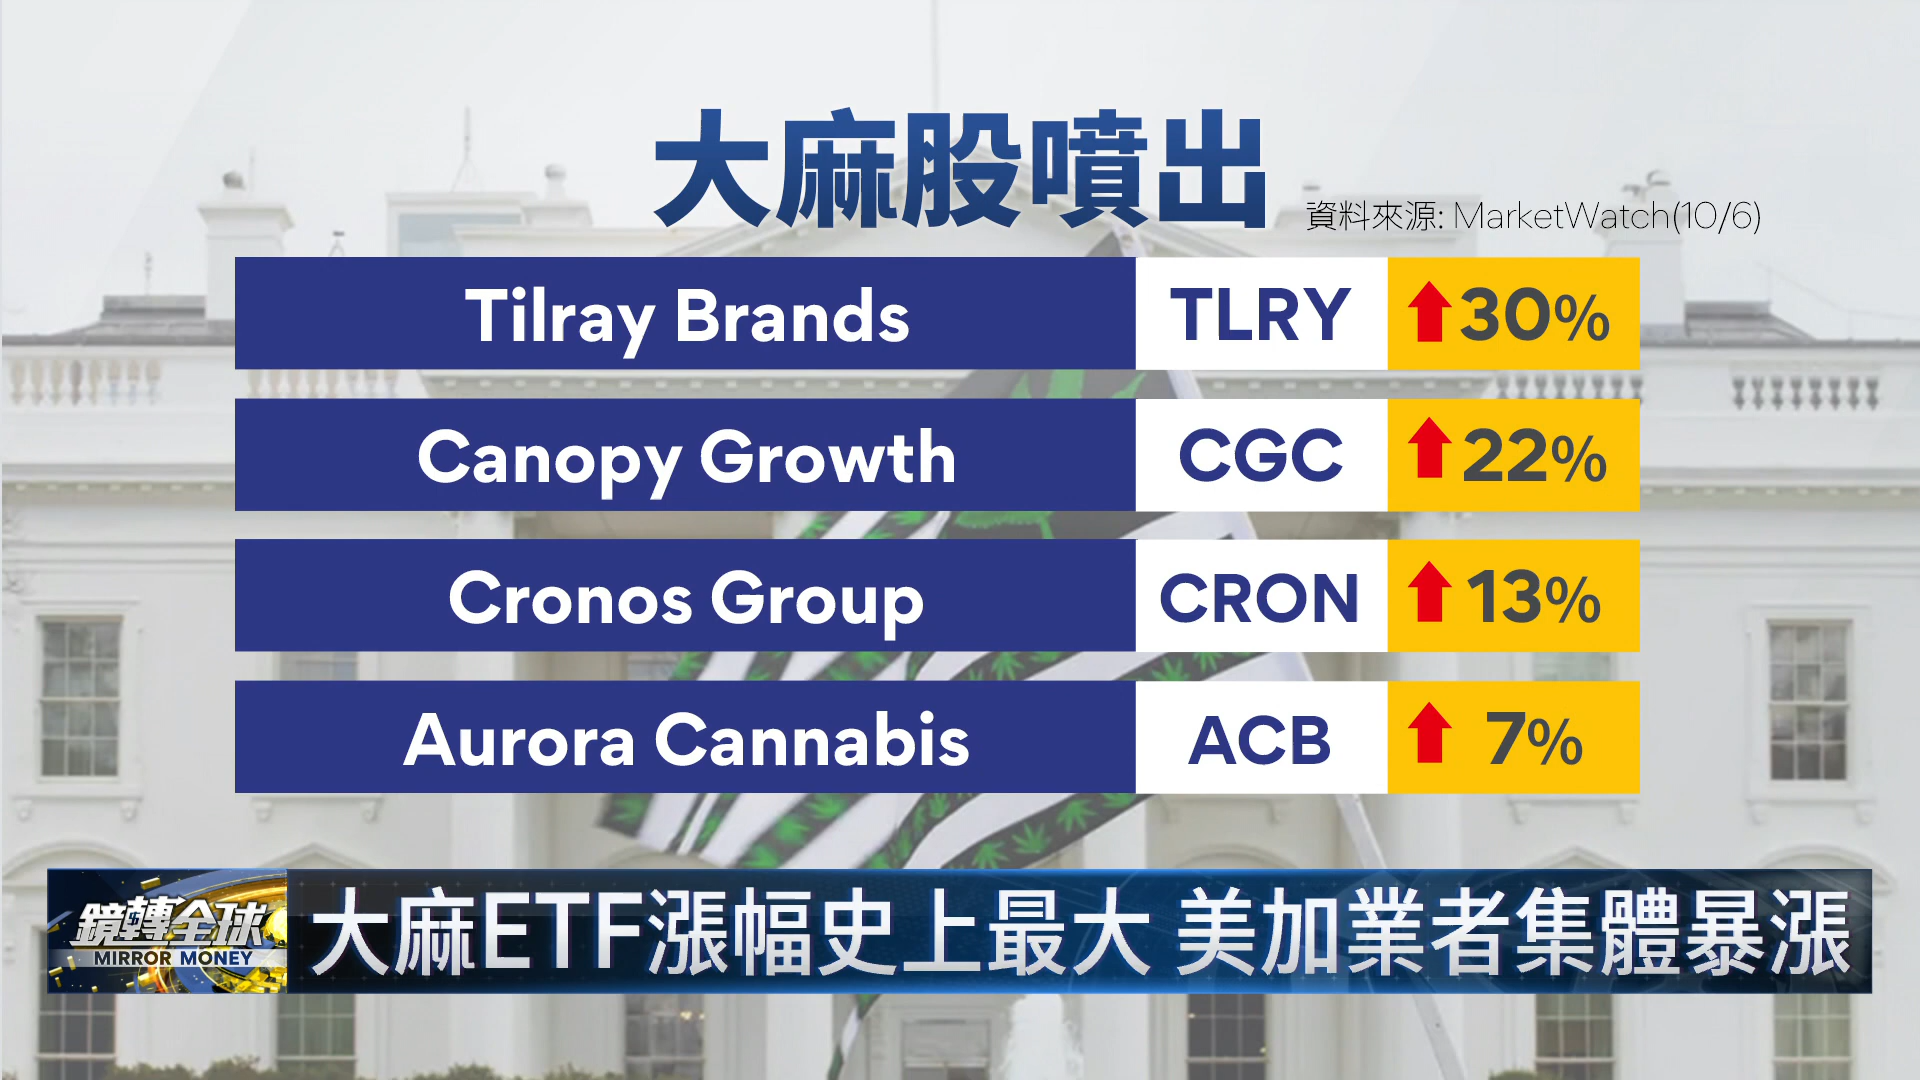 大麻股噴出
資料來源: MarketWatch(10/6)
Tilray Brands TLRY 30%
Canopy Growth CGC 22%
Cronos Group CRON 13%
Aurora Cannabis ACB 7%
鏡轉全球
MIRROR MONEY
大麻ETF漲幅史上最大 美加業者集體暴漲